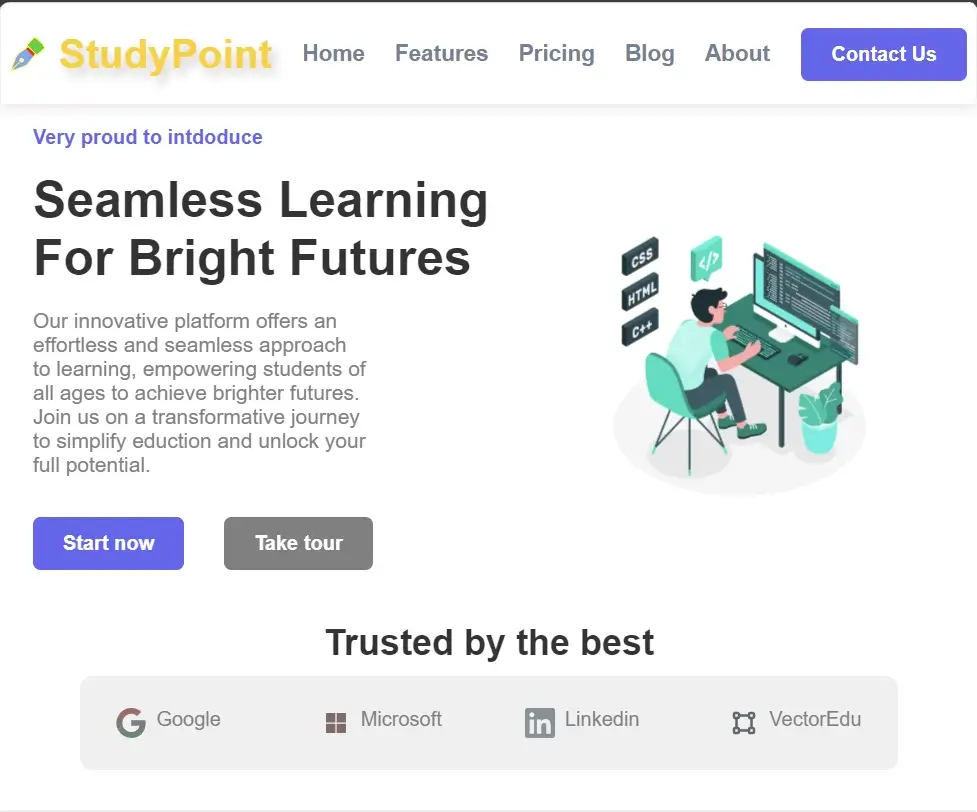 StudyPoint
Home
Features
Pricing
Blog
About
Contact Us
Very proud to intdoduce
Seamless Learning
For Bright Futures
Our innovative platform offers an
effortless and seamless approach
to learning, empowering students of
all ages to achieve brighter futures.
Join us on a transformative journey
to simplify eduction and unlock your
full potential.
CSS
</>
HTML
C++
Start now
Take tour
Trusted by the best
Google
Microsoft
in
Linkedin
VectorEdu